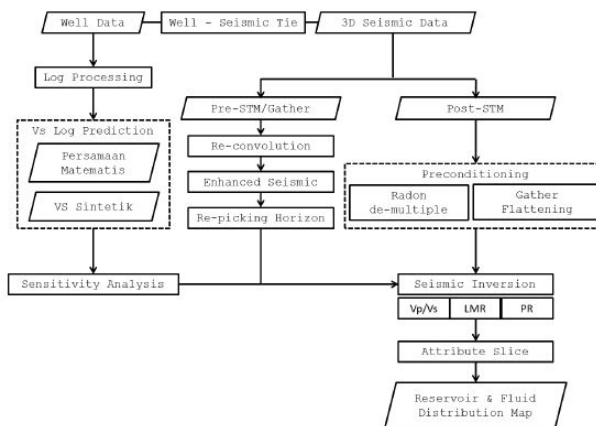 Well Data
Well - Seismic Tie
3D Seismic Data
Log Processing
Pre-STM/Gather
Post-STM
Vs Log Prediction
Persamaan
Matematis
VS Sintetik
Re-convolution
Enhanced Seismic
Re-picking Horizon
Preconditioning
Radon
de-multiple
Gather
Flattening
Sensitivity Analysis
Seismic Inversion
Vp/Vs
LMR
PR
Attribute Slice
Reservoir & Fluid
Distribution Map